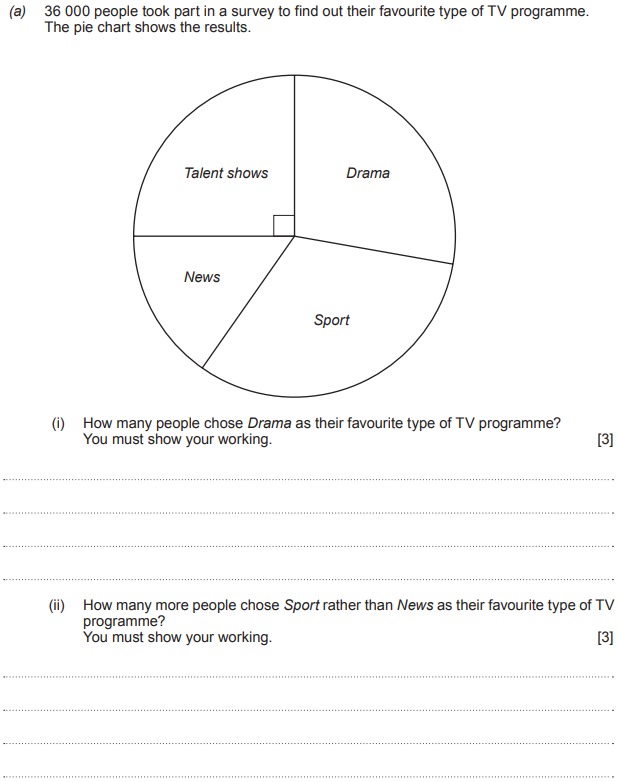 (a) 36 000 people took part in a survey to find out their favourite type of TV programme.
The pie chart shows the results.
Talent shows
Drama
News
Sport
(i) How many people chose Drama as their favourite type of TV programme?
You must show your working. [3]
(ii) How many more people chose Sport rather than News as their favourite type of TV
programme?
You must show your working. [3]